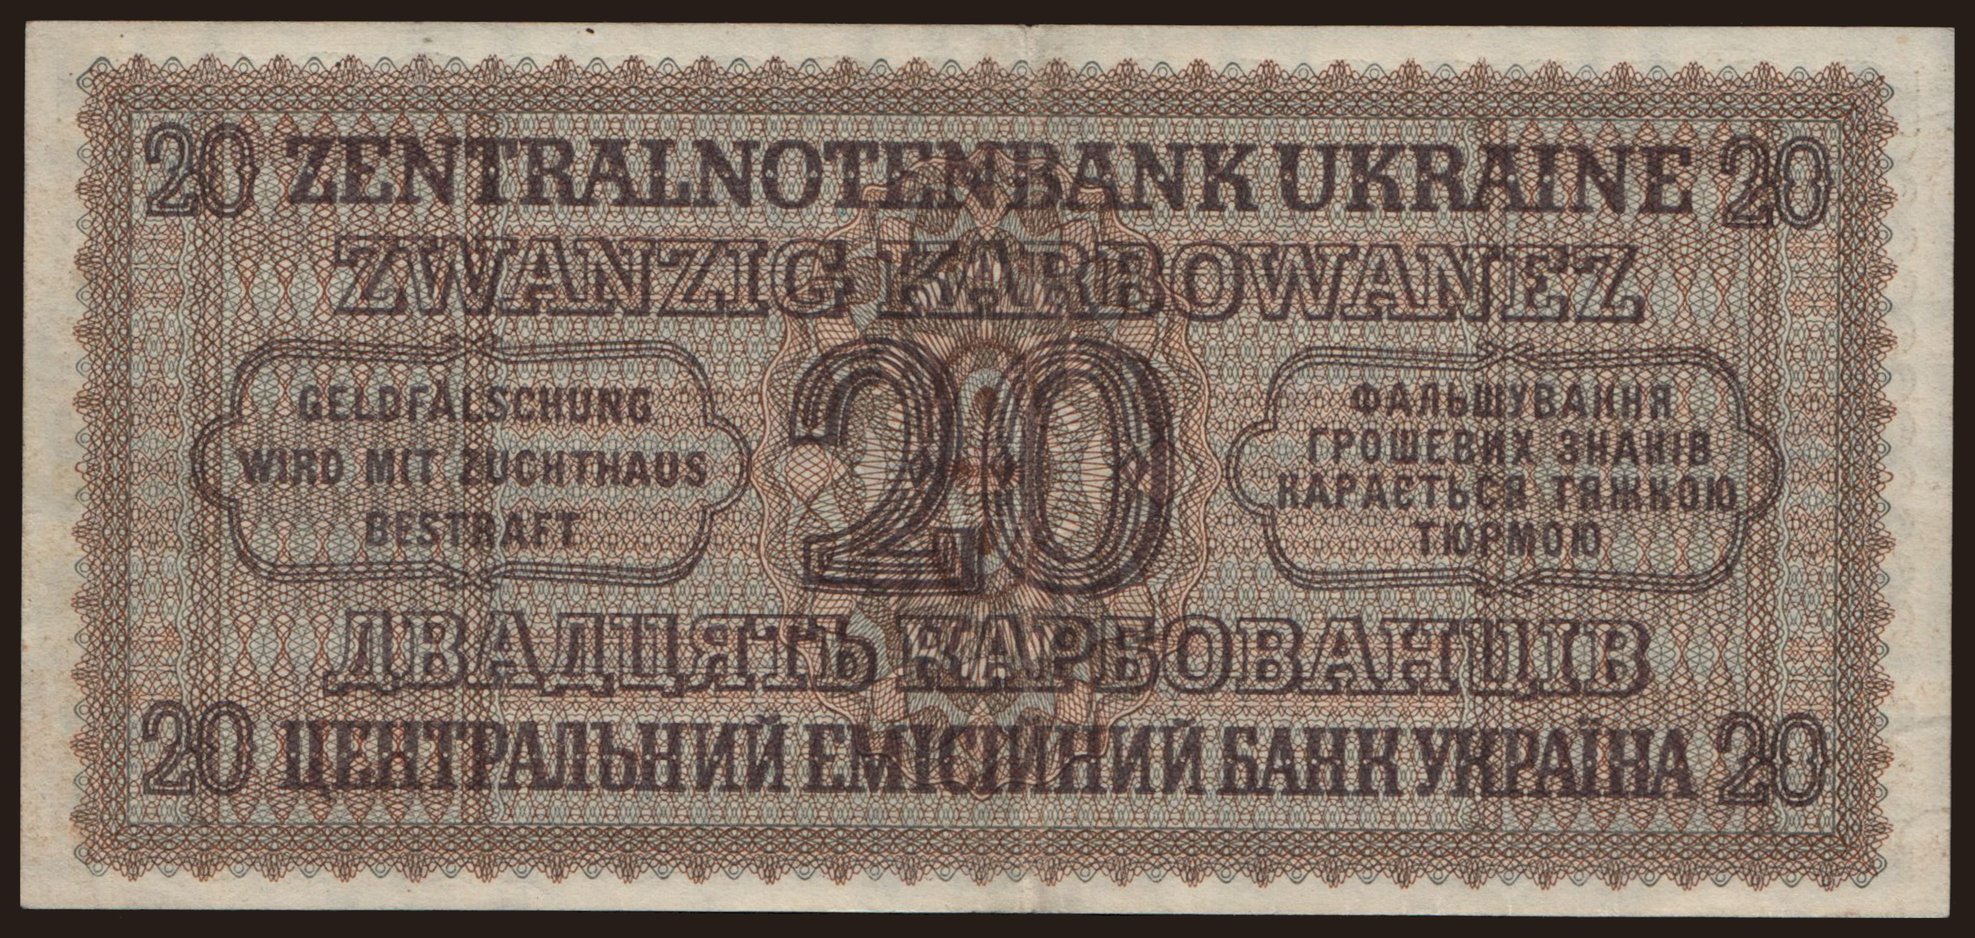 20 ZENTRALNOTENBANK UKRAINE 20
ZWANZIG KARBOWANEZ
GELDFÄLSCHUNG
WIRD MIT ZUCHTHAUS
BESTRAFT
20
ФАЛЬШУВАННЯ
ГРОШЕВИХ ЗНАКІВ
КАРАЄТЬСЯ ТЯЖКОЮ
ТЮРМОЮ
ДВАДЦЯТЬ КАРБОВАНЦІВ
20 ЦЕНТРАЛЬНИЙ ЕМІСІЙНИЙ БАНК УКРАЇНА 20